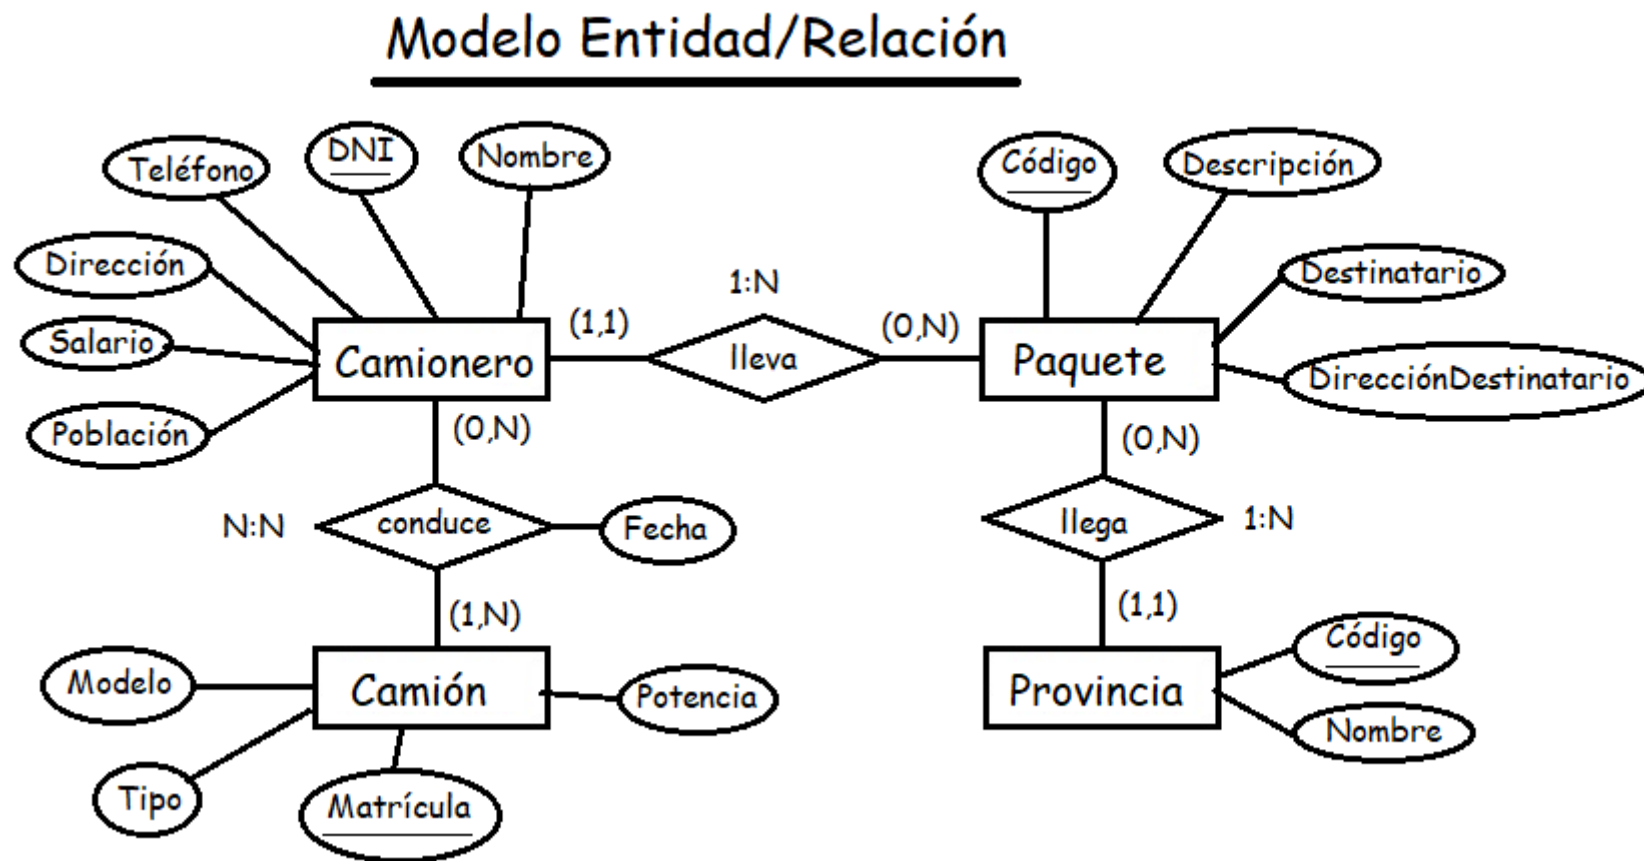 Modelo Entidad/Relación
Teléfono
DNI
Nombre
Código
Descripción
Dirección
Salario
Población
Camionero
(1,1)
1:N
lleva
(0,N)
Paquete
Destinatario
DirecciónDestinatario
(0,N)
N:N
conduce
Fecha
(1,N)
(0,N)
llega
1:N
(1,1)
Modelo
Tipo
Camión
Potencia
Matrícula
Provincia
Código
Nombre